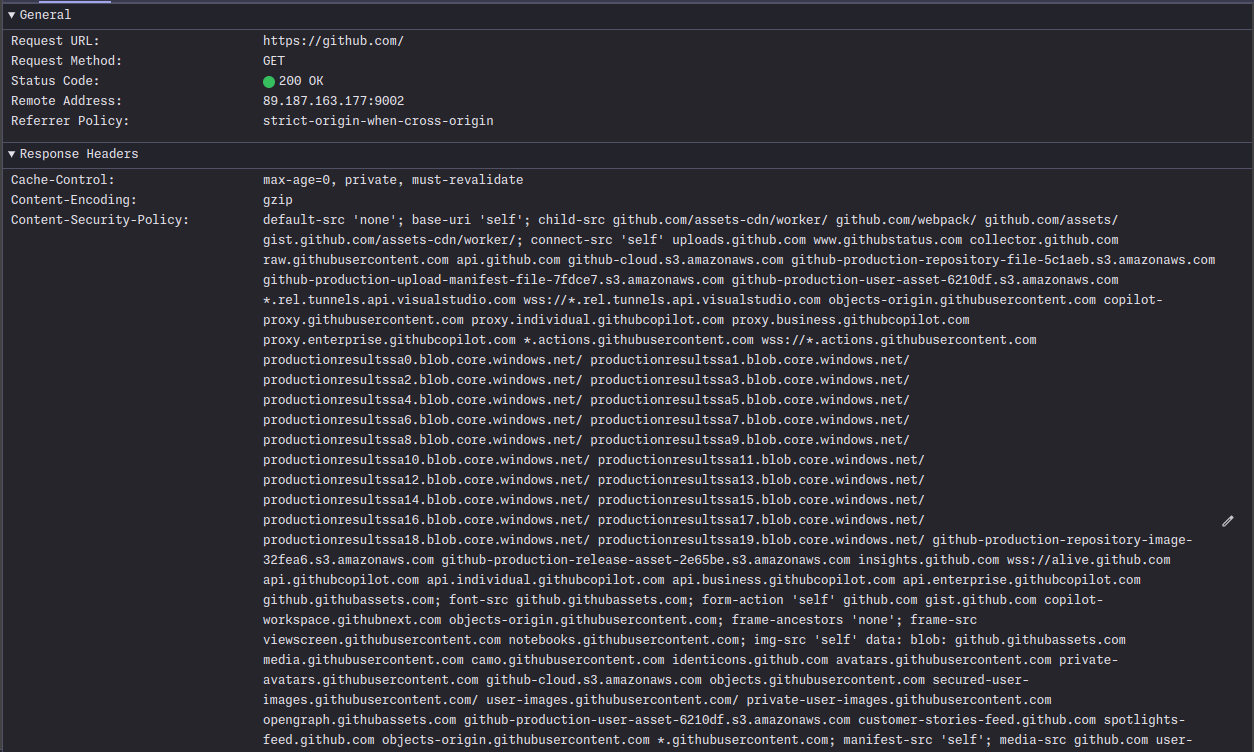 General
Request URL: https://github.com/
Request Method: GET
Status Code: 200 OK
Remote Address: 89.187.163.177:9002
Referrer Policy: strict-origin-when-cross-origin
Response Headers
Cache-Control: max-age=0, private, must-revalidate
Content-Encoding: gzip
Content-Security-Policy: default-src 'none'; base-uri 'self'; child-src github.com/assets-cdn/worker/ github.com/webpack/ github.com/assets/
gist.github.com/assets-cdn/worker/; connect-src 'self' uploads.github.com www.githubstatus.com collector.github.com
raw.githubusercontent.com api.github.com github-cloud.s3.amazonaws.com github-production-repository-file-5c1aeb.s3.amazonaws.com
github-production-upload-manifest-file-7fdce7.s3.amazonaws.com github-production-user-asset-6210df.s3.amazonaws.com
*.rel.tunnels.api.visualstudio.com wss://*.rel.tunnels.api.visualstudio.com objects-origin.githubusercontent.com copilot-
proxy.githubusercontent.com proxy.individual.githubcopilot.com proxy.business.githubcopilot.com
proxy.enterprise.githubcopilot.com *.actions.githubusercontent.com wss://*.actions.githubusercontent.com
productionresultssa0.blob.core.windows.net/ productionresultssa1.blob.core.windows.net/
productionresultssa2.blob.core.windows.net/ productionresultssa3.blob.core.windows.net/
productionresultssa4.blob.core.windows.net/ productionresultssa5.blob.core.windows.net/
productionresultssa6.blob.core.windows.net/ productionresultssa7.blob.core.windows.net/
productionresultssa8.blob.core.windows.net/ productionresultssa9.blob.core.windows.net/
productionresultssa10.blob.core.windows.net/ productionresultssa11.blob.core.windows.net/
productionresultssa12.blob.core.windows.net/ productionresultssa13.blob.core.windows.net/
productionresultssa14.blob.core.windows.net/ productionresultssa15.blob.core.windows.net/
productionresultssa16.blob.core.windows.net/ productionresultssa17.blob.core.windows.net/
productionresultssa18.blob.core.windows.net/ productionresultssa19.blob.core.windows.net/ github-production-repository-image-
32fea6.s3.amazonaws.com github-production-release-asset-2e65be.s3.amazonaws.com insights.github.com wss://alive.github.com
api.githubcopilot.com api.individual.githubcopilot.com api.business.githubcopilot.com api.enterprise.githubcopilot.com
github.githubassets.com; font-src github.githubassets.com; form-action 'self' github.com gist.github.com copilot-
workspace.githubnext.com objects-origin.githubusercontent.com; frame-ancestors 'none'; frame-src
viewscreen.githubusercontent.com notebooks.githubusercontent.com; img-src 'self' data: blob: github.githubassets.com
media.githubusercontent.com camo.githubusercontent.com identicons.github.com avatars.githubusercontent.com private-
avatars.githubusercontent.com github-cloud.s3.amazonaws.com objects.githubusercontent.com secured-user-
images.githubusercontent.com/ user-images.githubusercontent.com/ private-user-images.githubusercontent.com
opengraph.githubassets.com github-production-user-asset-6210df.s3.amazonaws.com customer-stories-feed.github.com spotlights-
feed.github.com objects-origin.githubusercontent.com *.githubusercontent.com; manifest-src 'self'; media-src github.com user-